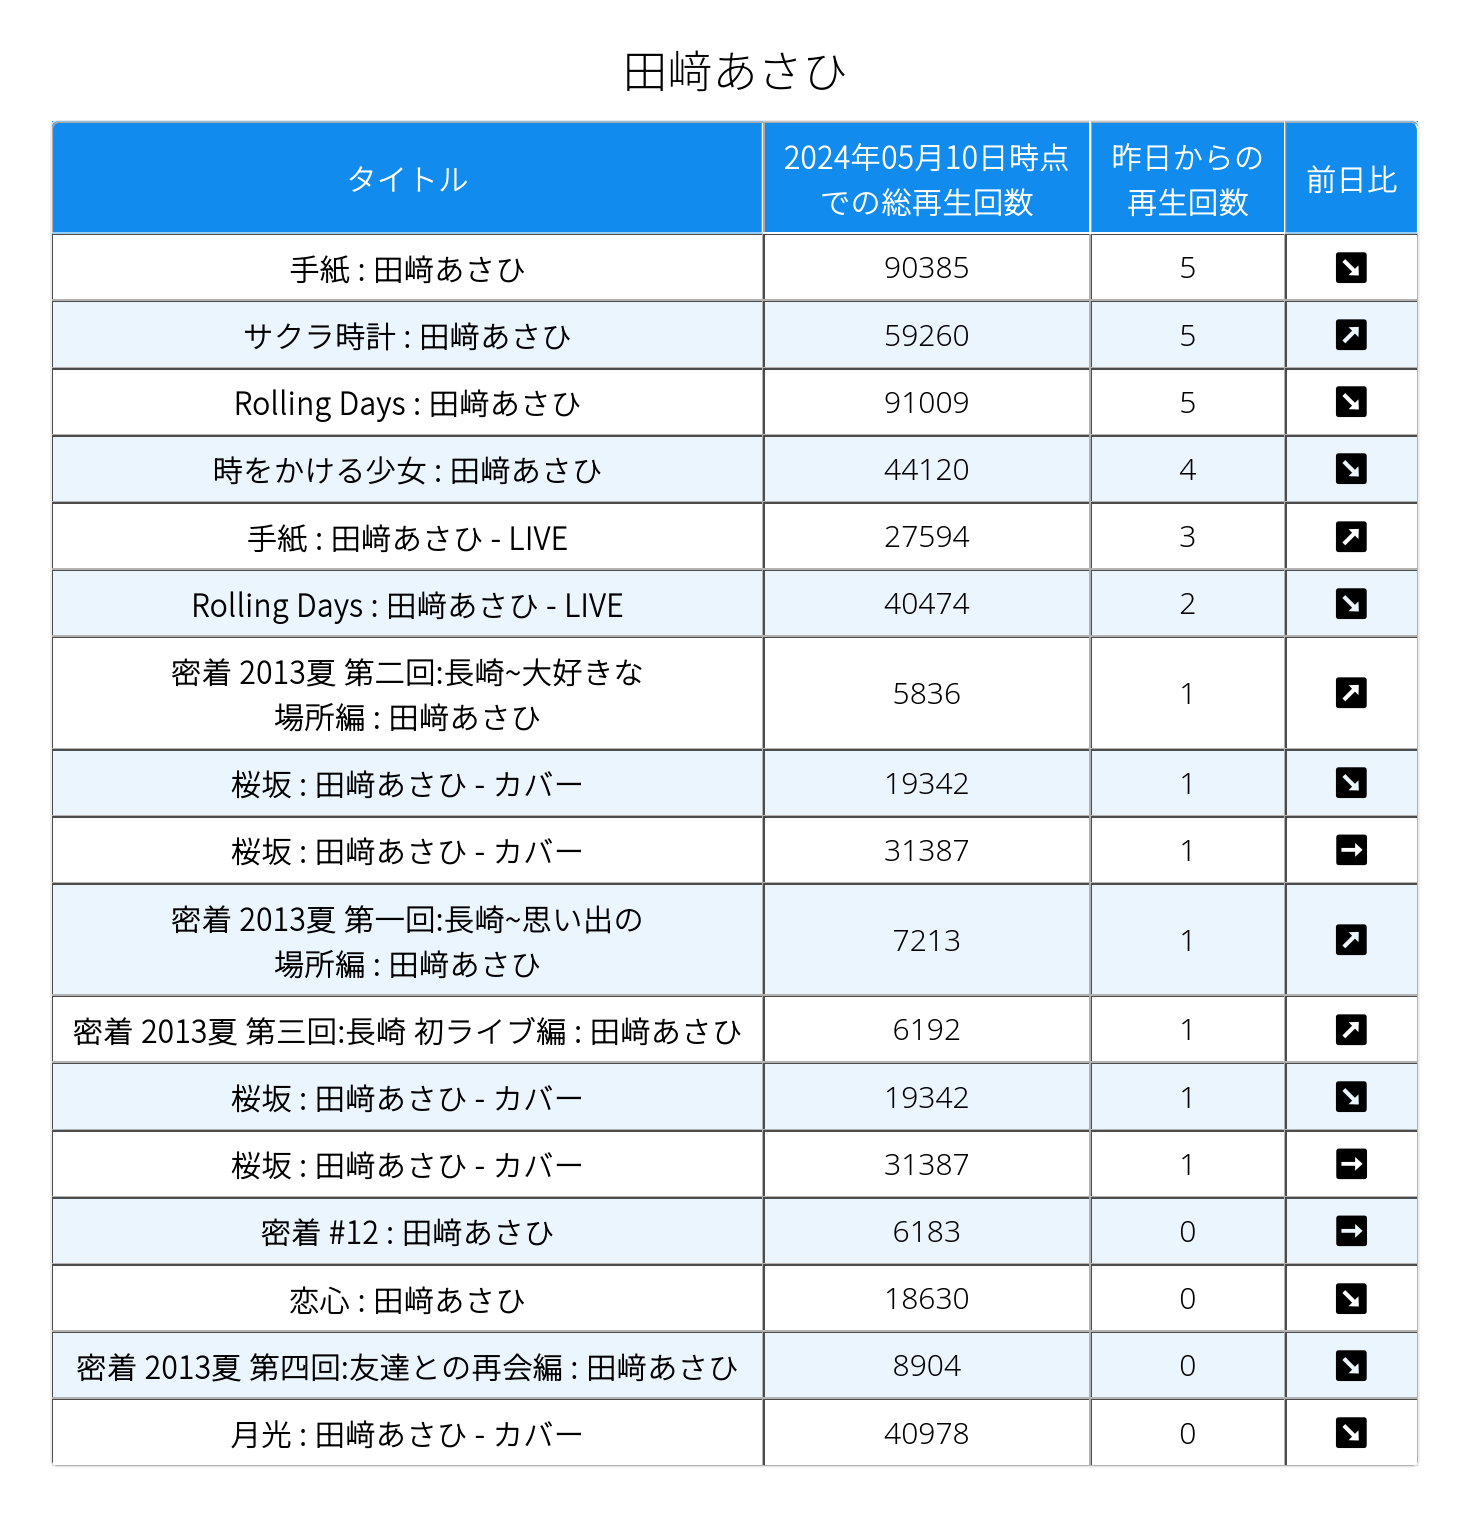 田﨑あさひ
タイトル
2024年05月10日時点
での総再生回数
昨日からの
再生回数
前日比
手紙 : 田﨑あさひ 90385 5 ↘
サクラ時計 : 田﨑あさひ 59260 5 ↗
Rolling Days : 田﨑あさひ 91009 5 ↘
時をかける少女 : 田﨑あさひ 44120 4 ↘
手紙 : 田﨑あさひ - LIVE 27594 3 ↗
Rolling Days : 田﨑あさひ - LIVE 40474 2 ↘
密着 2013夏 第二回:長崎~大好きな
場所編 : 田﨑あさひ 5836 1 ↗
桜坂 : 田﨑あさひ - カバー 19342 1 ↘
桜坂 : 田﨑あさひ - カバー 31387 1 →
密着 2013夏 第一回:長崎~思い出の
場所編 : 田﨑あさひ 7213 1 ↗
密着 2013夏 第三回:長崎 初ライブ編 : 田﨑あさひ 6192 1 ↗
桜坂 : 田﨑あさひ - カバー 19342 1 ↘
桜坂 : 田﨑あさひ - カバー 31387 1 →
密着 #12 : 田﨑あさひ 6183 0 →
恋心 : 田﨑あさひ 18630 0 ↘
密着 2013夏 第四回:友達との再会編 : 田﨑あさひ 8904 0 ↘
月光 : 田﨑あさひ - カバー 40978 0 ↘